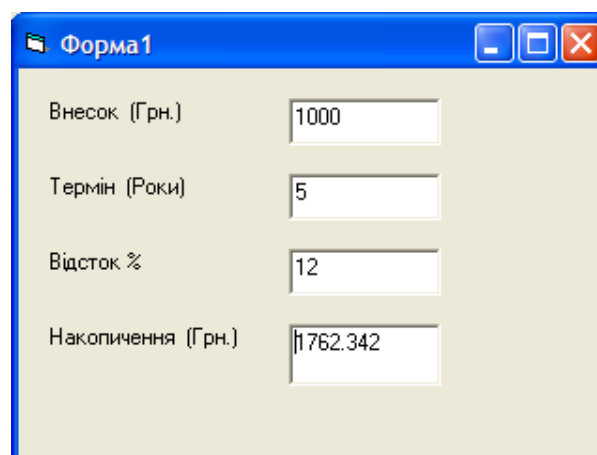 Форма1
Внесок (Грн.) 1000
Термін (Роки) 5
Відсток % 12
Накопичення (Грн.) 1762.342